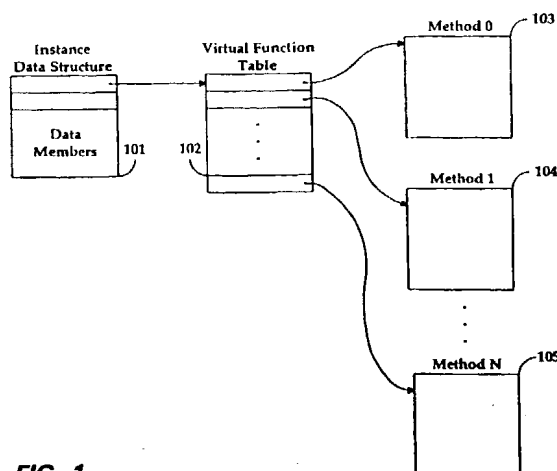 Instance
Data Structure
Data
Members
101
Virtual Function
Table
102
Method 0
103
Method 1
104
Method N
105
FIG. 1